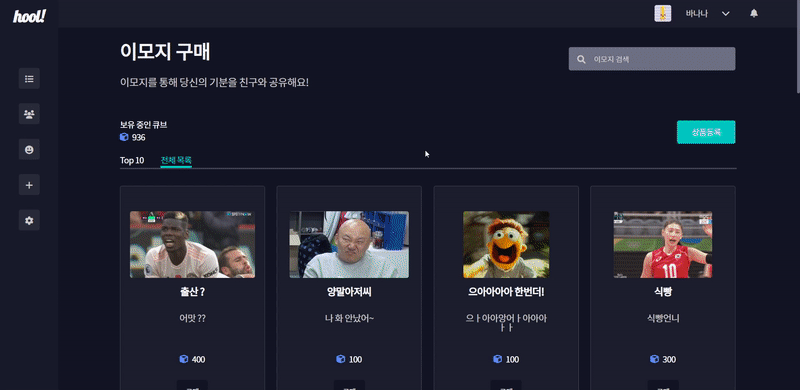 hool!
바나나
이모지 구매
이모지 검색
이모지를 통해 당신의 기분을 친구와 공유해요!
보유 중인 큐브
936
상품등록
Top 10
전체 목록
출산 ?
양말아저씨
으아아아아 한번더!
식빵
어맛 ??
나 화 안났어~
으ㅏ아아앙어ㅏ아아아
ㅏㅏ
식빵언니
400
100
100
300
10